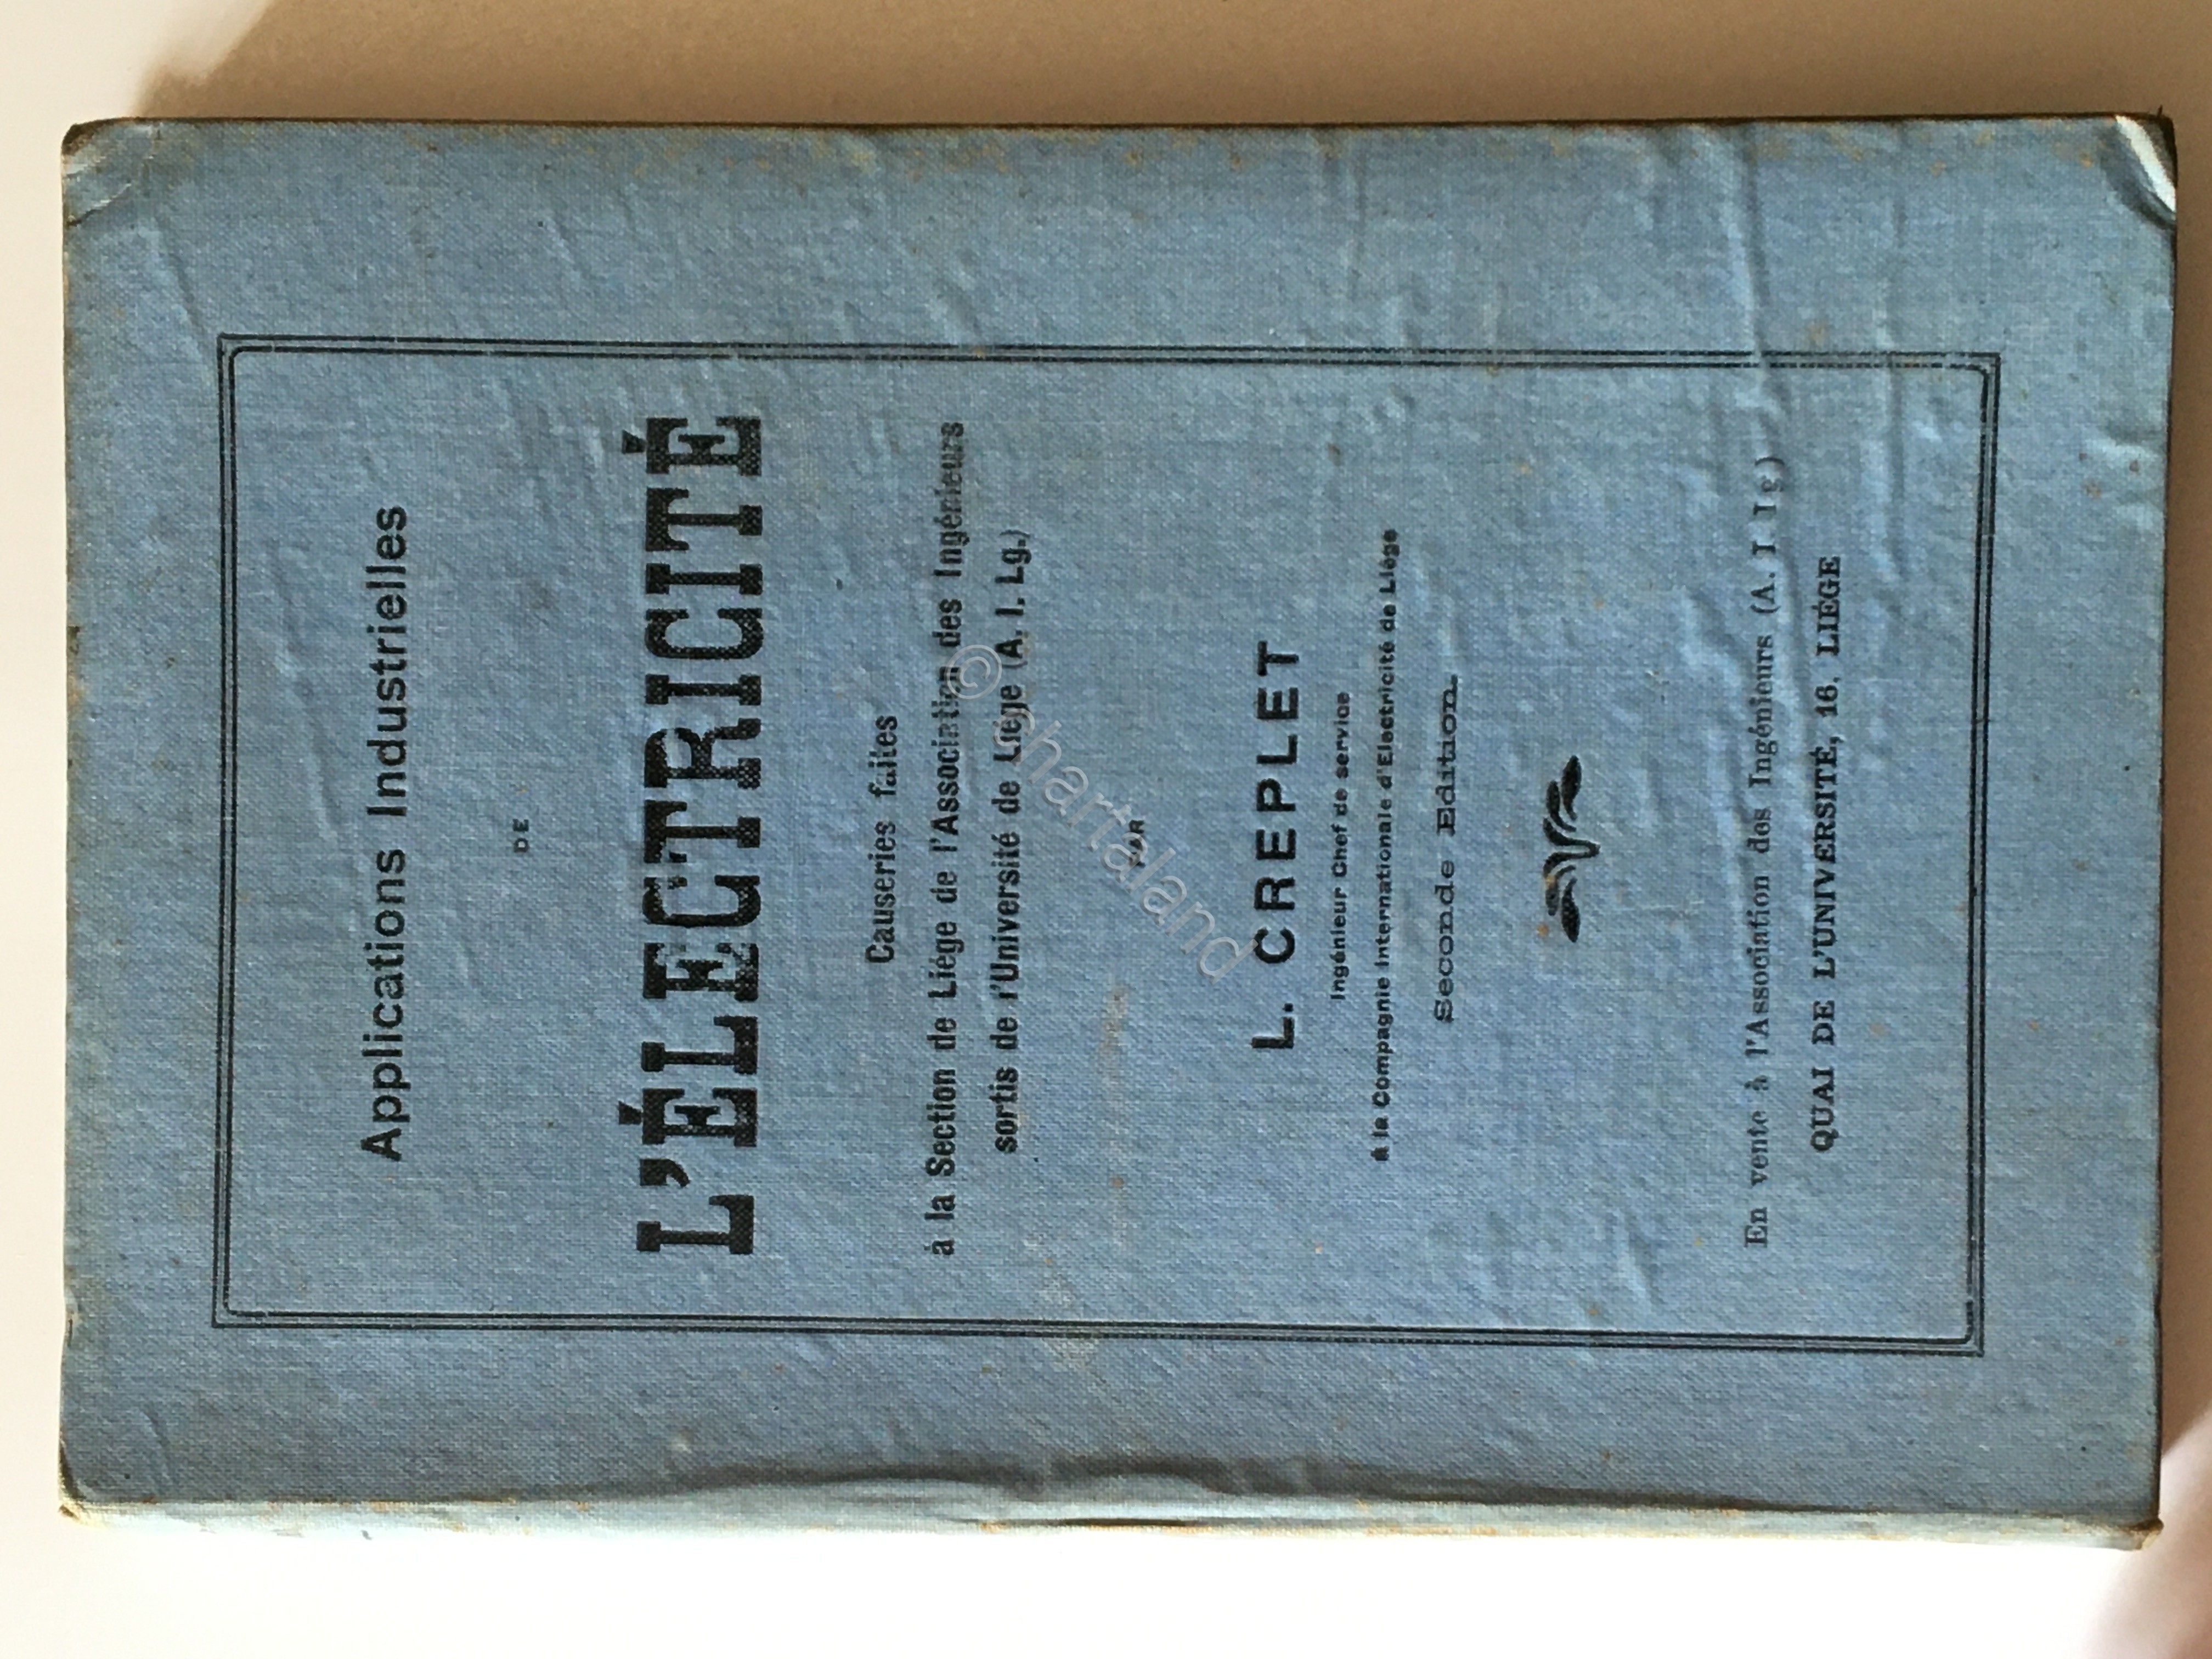 Applications Industrielles
DE
L'ÉLECTRICITÉ
Causeries faites
à la Section de Liége de l'Association des Ingénieurs
sortis de l'Université de Liége (A. I. Lg.)
PAR
L. CREPLET
Ingénieur Chef de service
à la Compagnie Internationale d'Electricité de Liége
Seconde Edition.
En vente à l'Association des Ingénieurs (A. I Lg)
QUAI DE L'UNIVERSITÉ, 16, LIÉGE
© chartaland